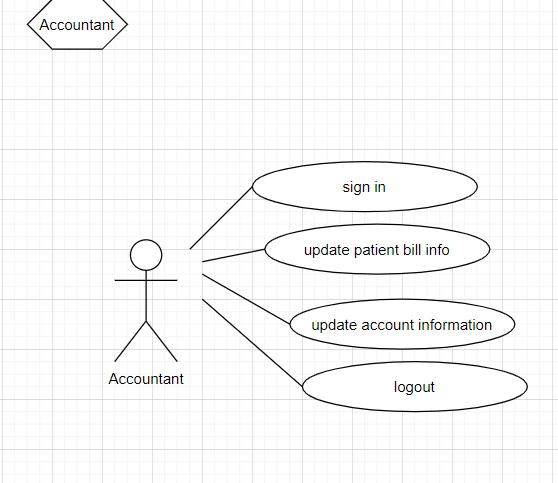 Accountant
sign in
update patient bill info
update account information
Accountant
logout